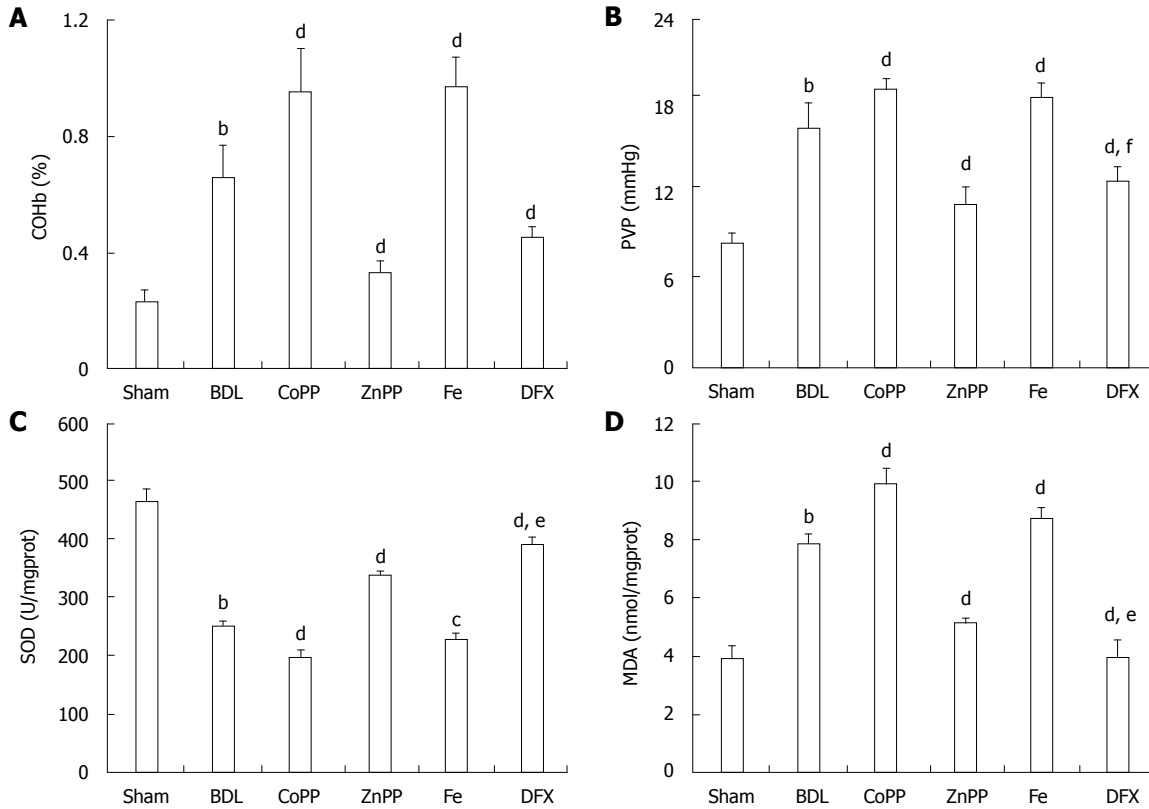 A
COHb (%)
1.2
0.8
0.4
0
b
d
d
d
d
Sham BDL CoPP ZnPP Fe DFX
B
PVP (mmHg)
24
18
12
6
0
b
d
d
d
d, f
Sham BDL CoPP ZnPP Fe DFX
C
SOD (U/mgprot)
600
500
400
300
200
100
0
b
d
d
c
d, e
Sham BDL CoPP ZnPP Fe DFX
D
MDA (nmol/mgprot)
12
10
8
6
4
2
0
b
d
d
d
d, e
Sham BDL CoPP ZnPP Fe DFX